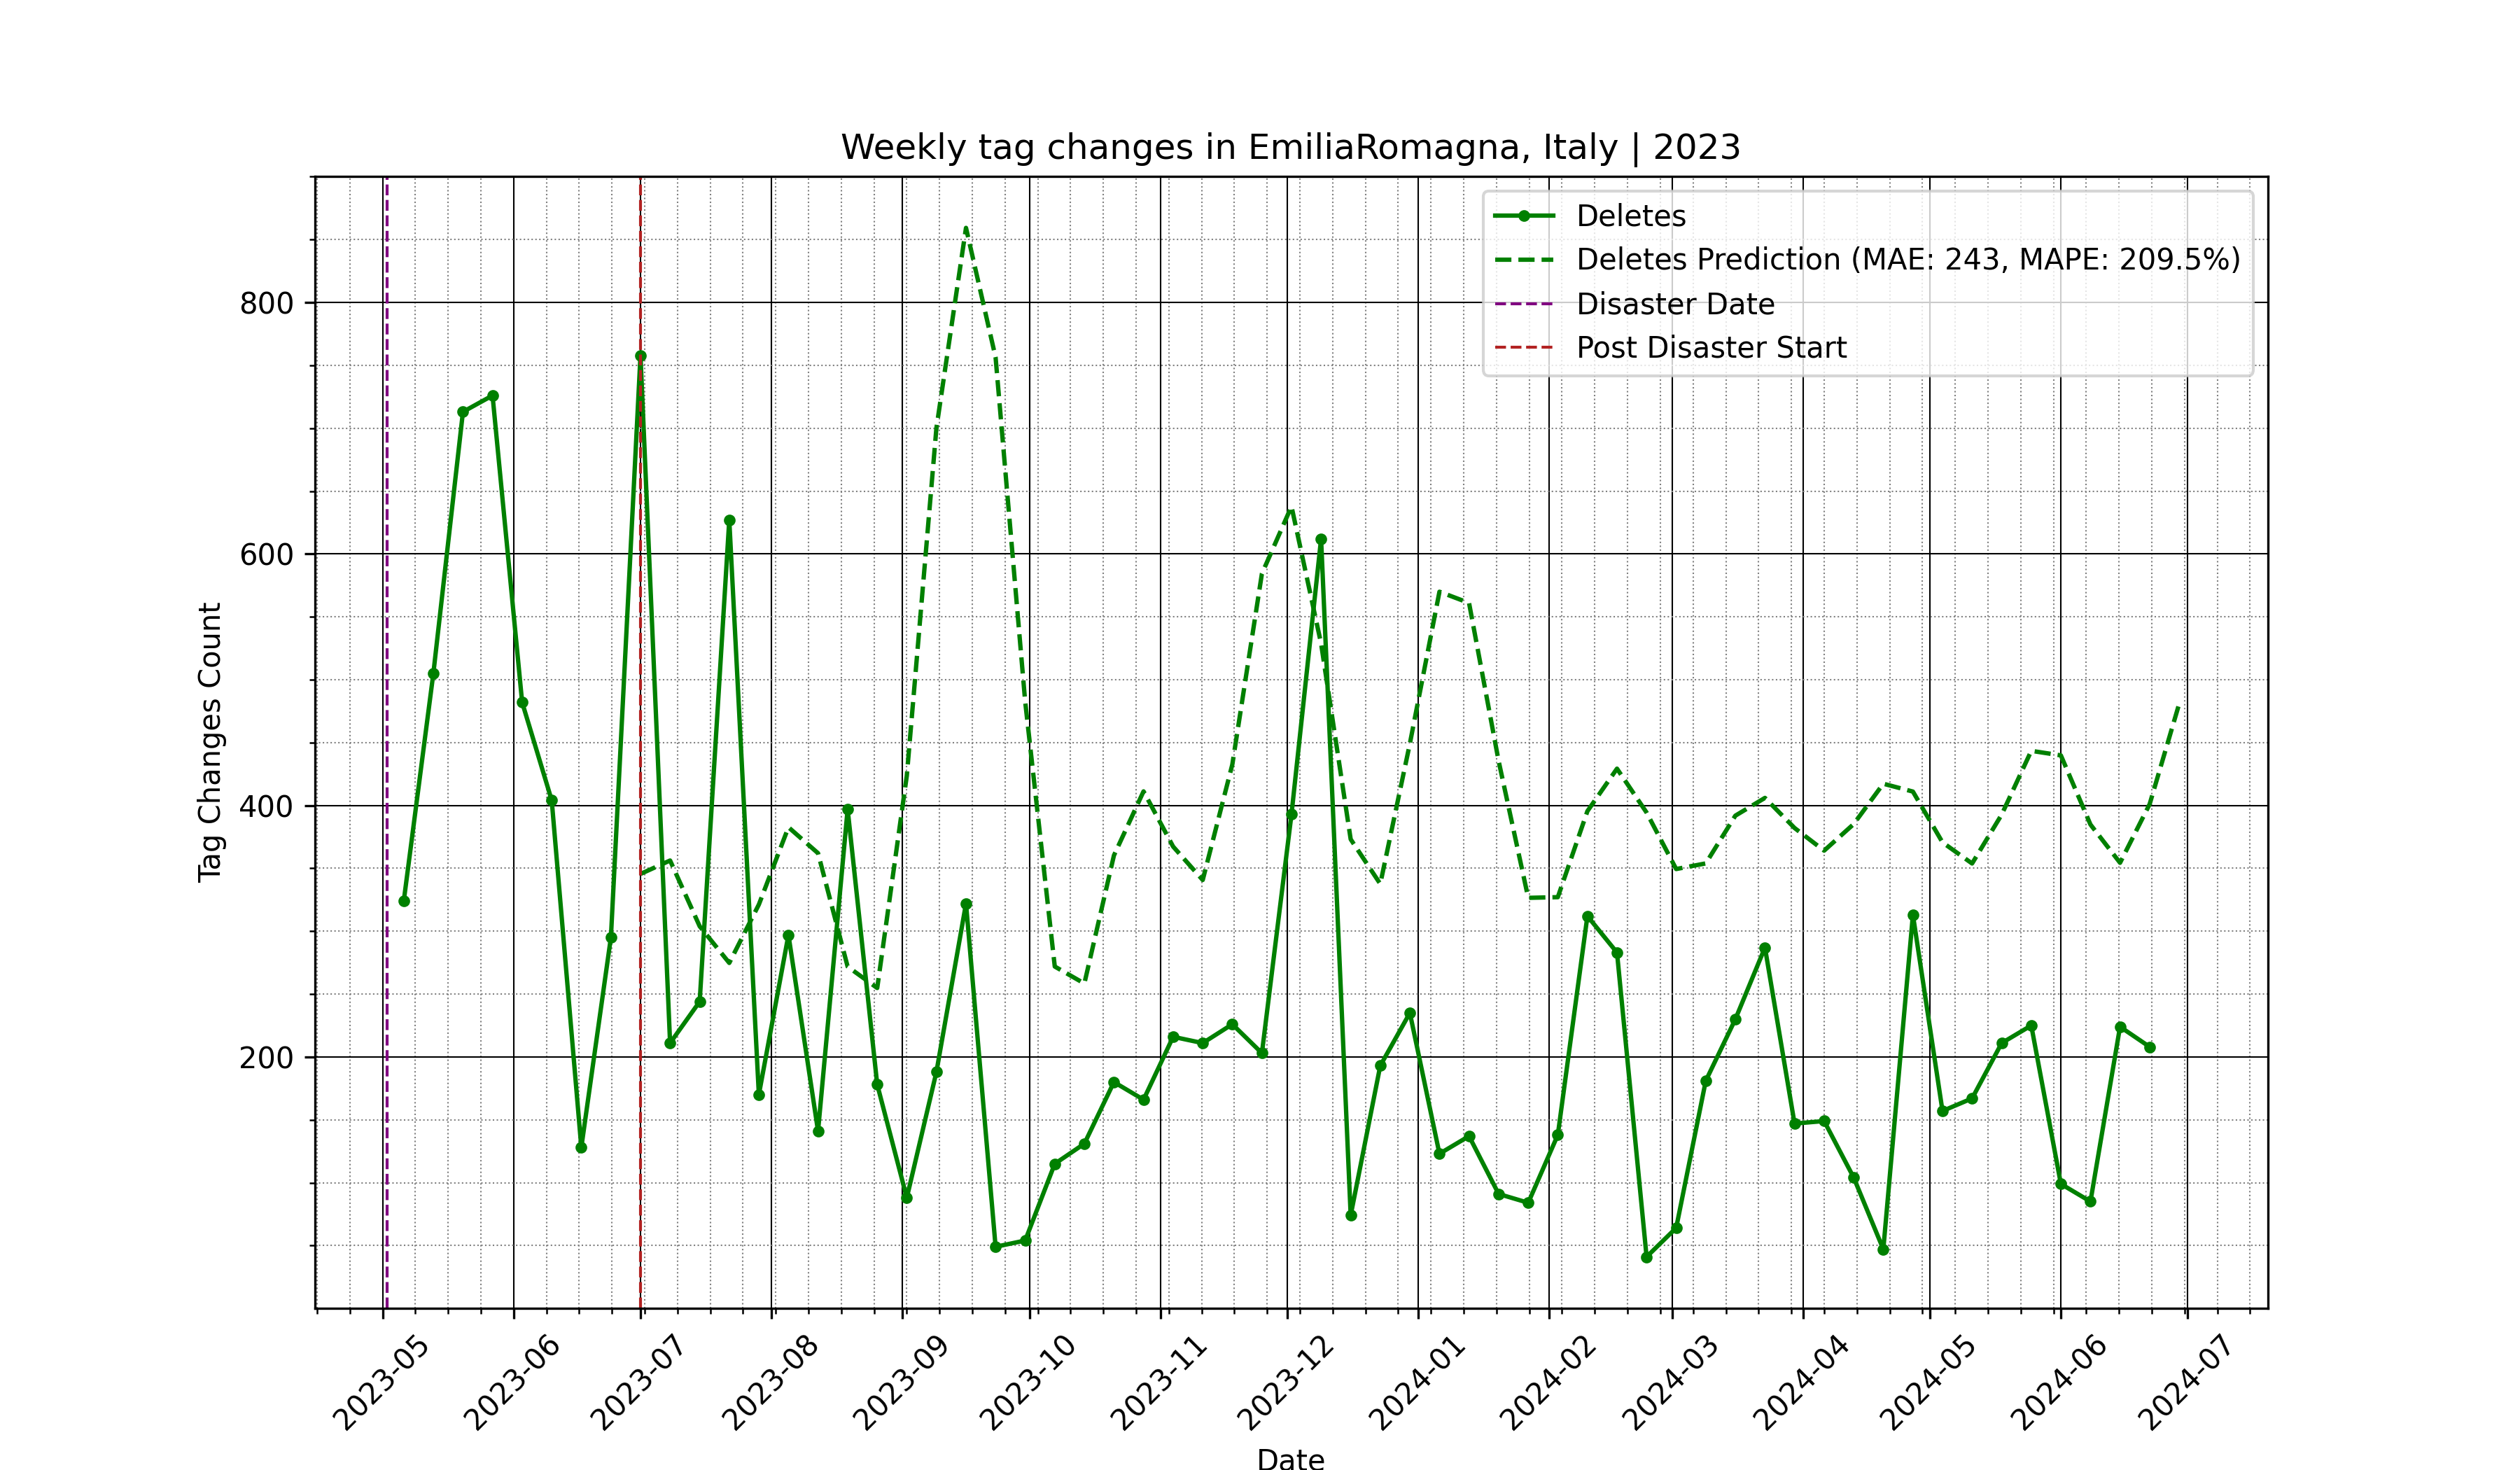 Weekly tag changes in EmiliaRomagna, Italy | 2023
Deletes
Deletes Prediction (MAE: 243, MAPE: 209.5%)
Disaster Date
Post Disaster Start
Tag Changes Count
800
600
400
200
2023-05
2023-06
2023-07
2023-08
2023-09
2023-10
2023-11
2023-12
2024-01
2024-02
2024-03
2024-04
2024-05
2024-06
2024-07
Date